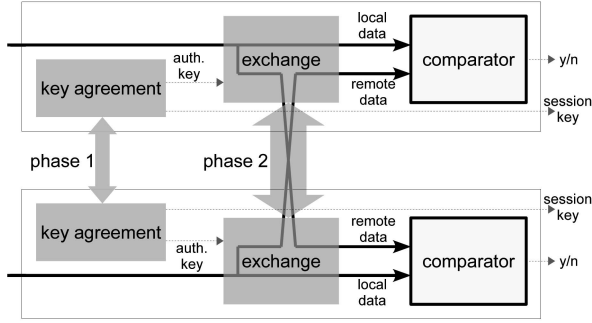 local
data
auth.
key
exchange
comparator
y/n
key agreement
remote
data
session
key
phase 1
phase 2
session
key
key agreement
remote
data
auth.
key
exchange
comparator
y/n
local
data